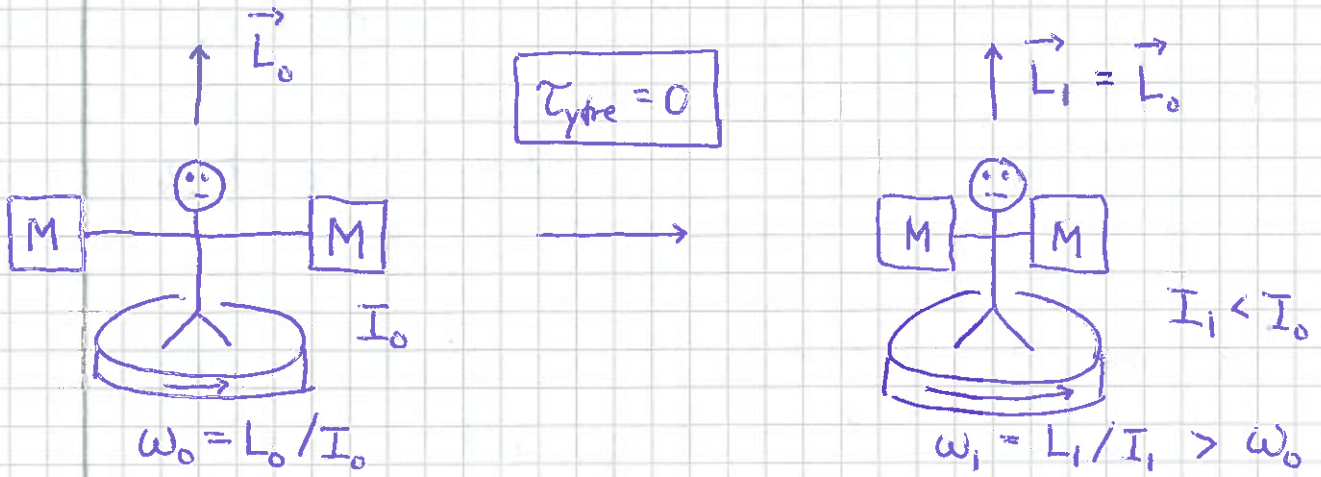 L⃗₀
τ_ytre = 0
L⃗₁ = L⃗₀
M M
M M
I₀
I₁ < I₀
ω₀ = L₀ / I₀
ω₁ = L₁ / I₁ > ω₀